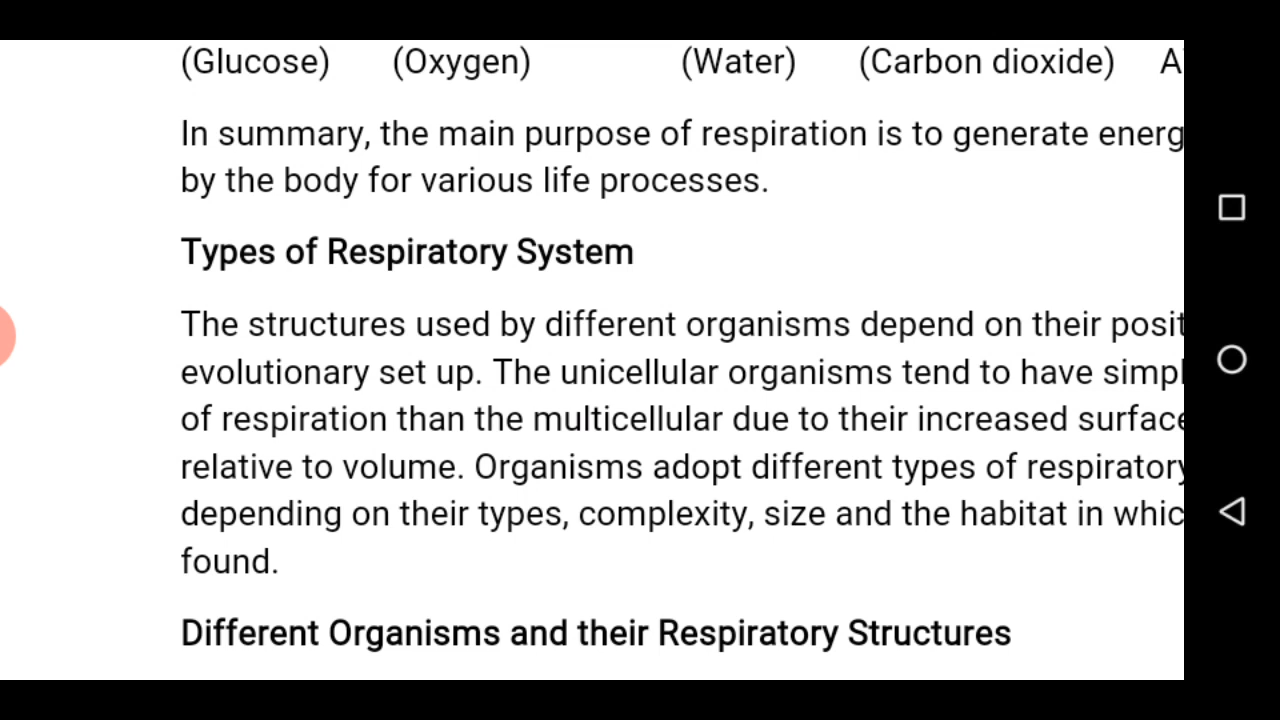 (Glucose) (Oxygen) (Water) (Carbon dioxide)
In summary, the main purpose of respiration is to generate
by the body for various life processes.
Types of Respiratory System
The structures used by different organisms depend on their
evolutionary set up. The unicellular organisms tend to have
of respiration than the multicellular due to their increased surface
relative to volume. Organisms adopt different types of respiratory
depending on their types, complexity, size and the habitat in
found.
Different Organisms and their Respiratory Structures